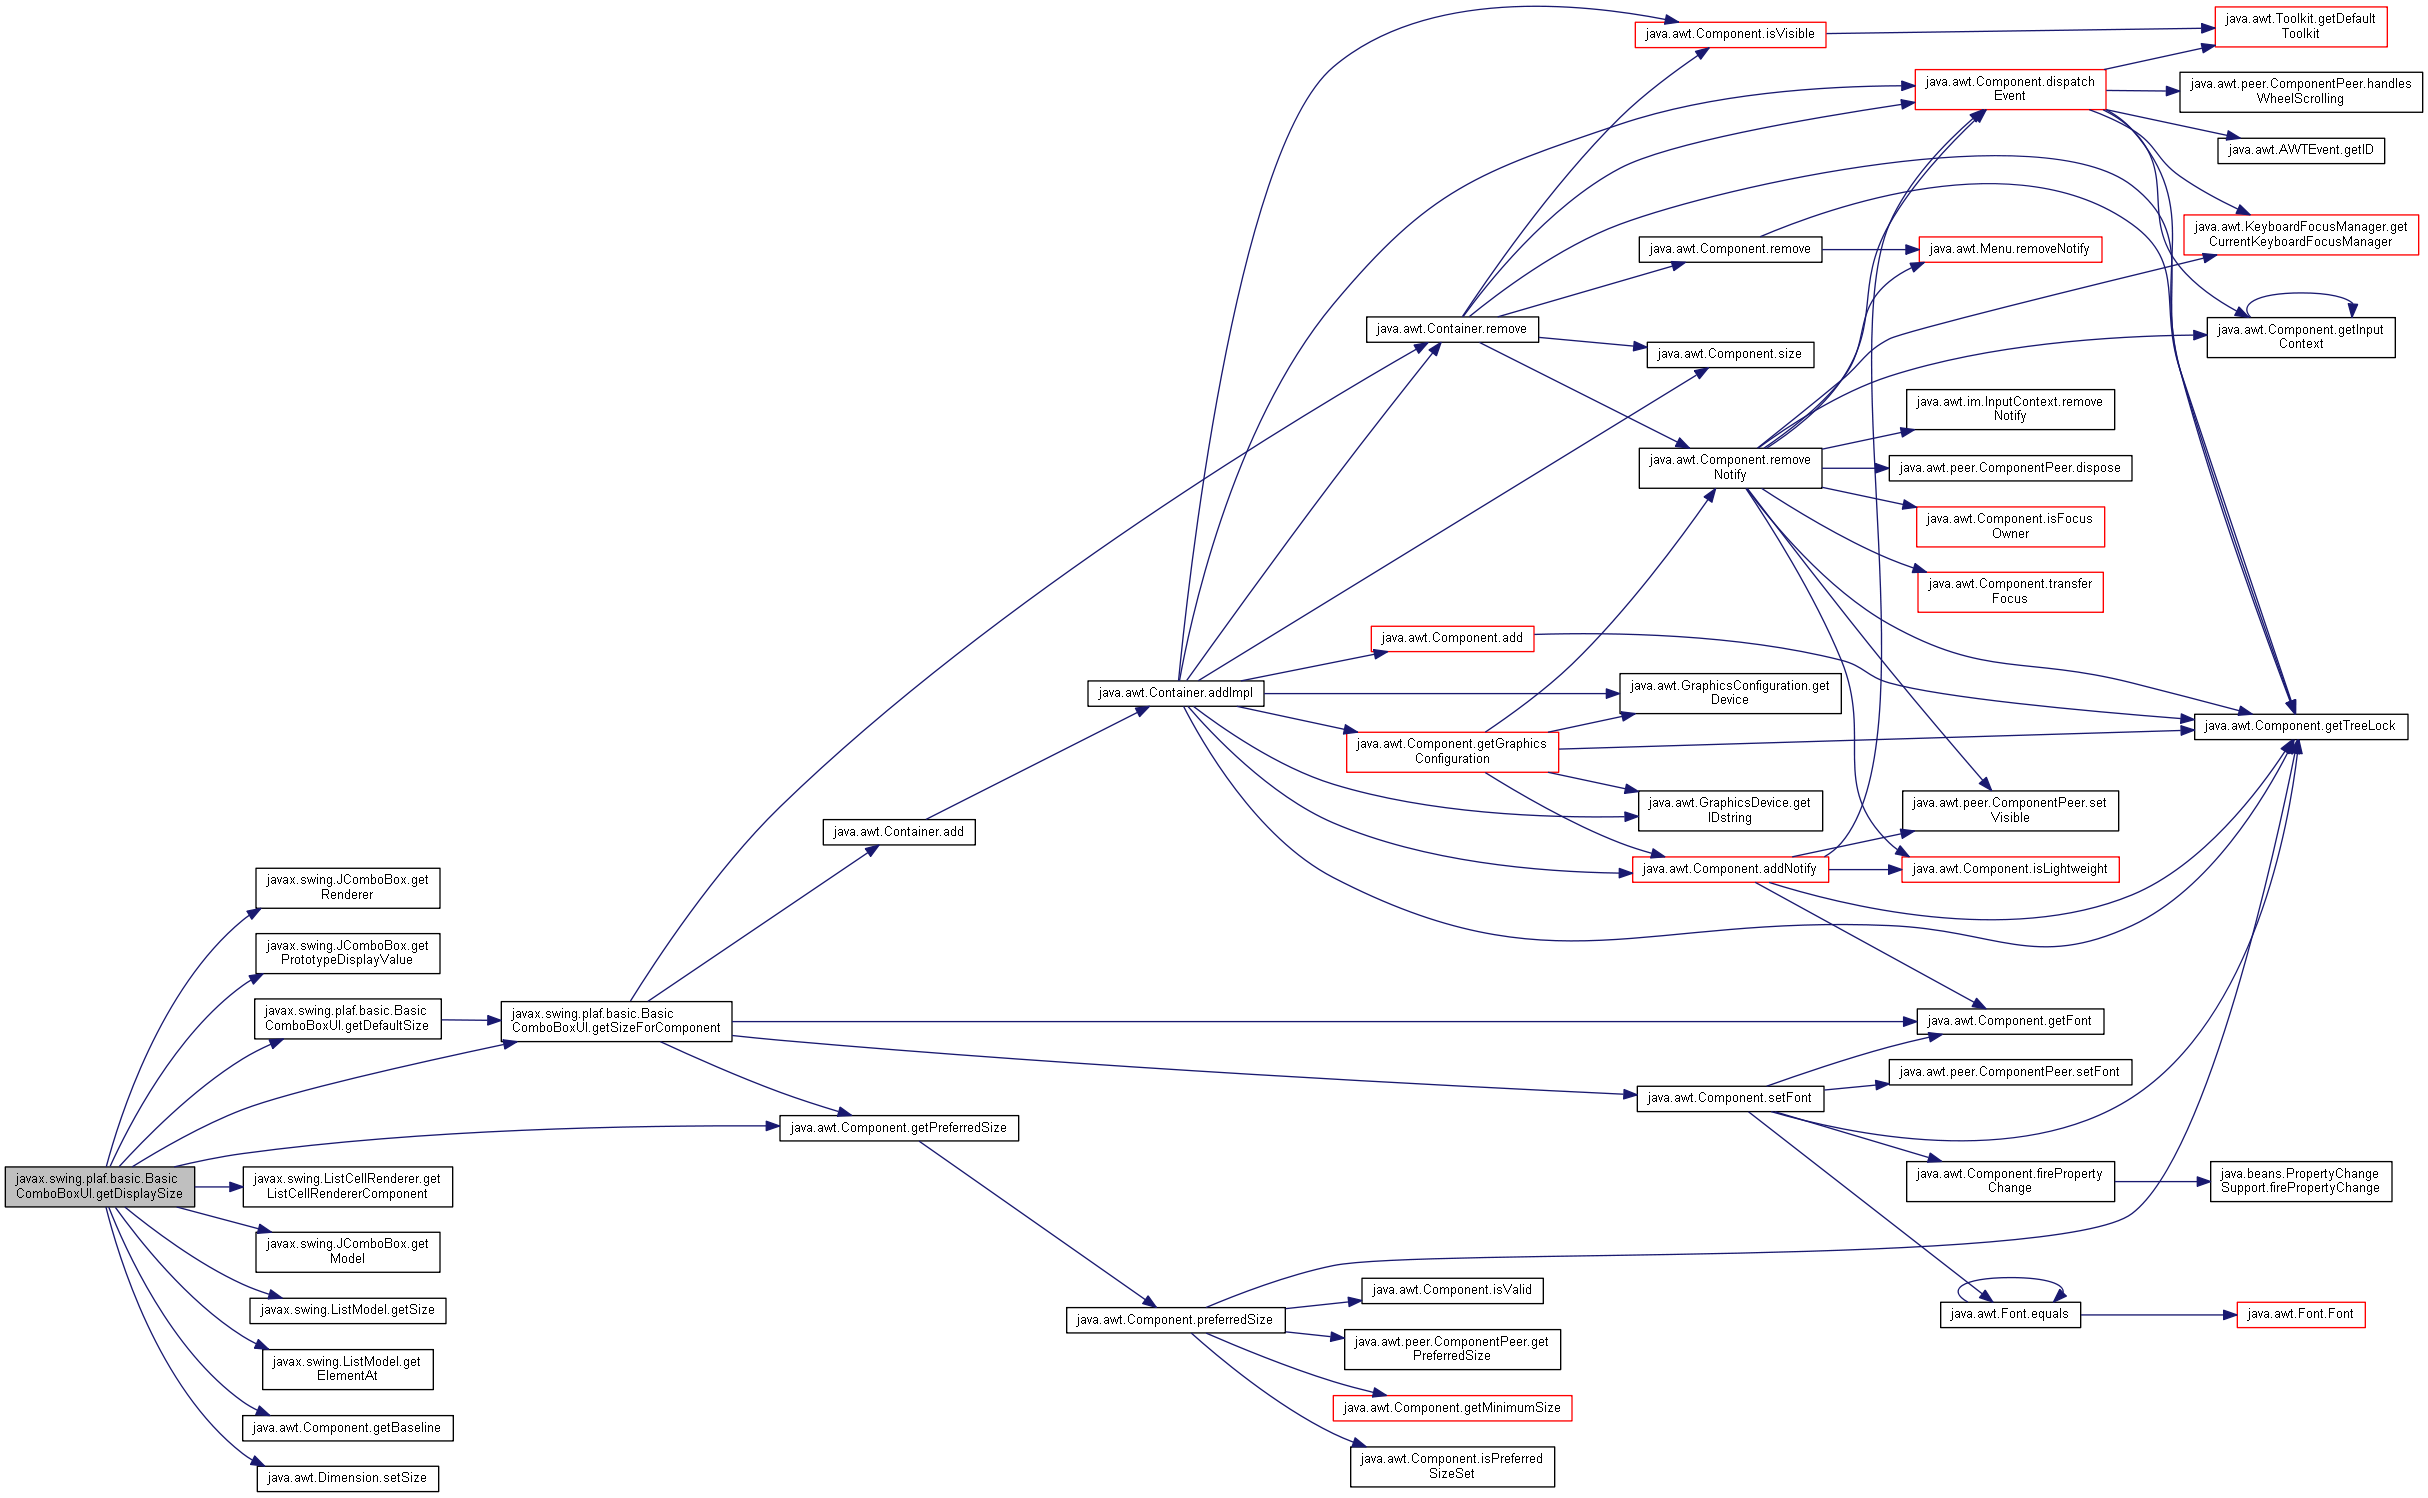 javax.swing.plaf.basic.Basic
ComboBoxUI.getDisplaySize
javax.swing.JComboBox.get
Renderer
javax.swing.JComboBox.get
PrototypeDisplayValue
javax.swing.plaf.basic.Basic
ComboBoxUI.getDefaultSize
javax.swing.ListCellRenderer.get
ListCellRendererComponent
javax.swing.JComboBox.get
Model
javax.swing.ListModel.getSize
javax.swing.ListModel.get
ElementAt
java.awt.Component.getBaseline
java.awt.Dimension.setSize
javax.swing.plaf.basic.Basic
ComboBoxUI.getSizeForComponent
java.awt.Container.add
java.awt.Component.getPreferredSize
java.awt.Container.addImpl
java.awt.Component.preferredSize
java.awt.Container.remove
java.awt.Component.add
java.awt.Component.getGraphics
Configuration
java.awt.Component.isValid
java.awt.peer.ComponentPeer.get
PreferredSize
java.awt.Component.getMinimumSize
java.awt.Component.isPreferred
SizeSet
java.awt.Component.isVisible
java.awt.Component.remove
java.awt.Component.size
java.awt.Component.remove
Notify
java.awt.GraphicsConfiguration.get
Device
java.awt.GraphicsDevice.get
IDstring
java.awt.Component.addNotify
java.awt.Component.setFont
java.awt.Component.dispatch
Event
java.awt.Menu.removeNotify
java.awt.im.InputContext.remove
Notify
java.awt.peer.ComponentPeer.dispose
java.awt.Component.isFocus
Owner
java.awt.Component.transfer
Focus
java.awt.peer.ComponentPeer.set
Visible
java.awt.Component.isLightweight
java.awt.Component.getFont
java.awt.peer.ComponentPeer.setFont
java.awt.Component.fireProperty
Change
java.awt.Font.equals
java.awt.Toolkit.getDefault
Toolkit
java.awt.peer.ComponentPeer.handles
WheelScrolling
java.awt.AWTEvent.getID
java.awt.KeyboardFocusManager.get
CurrentKeyboardFocusManager
java.awt.Component.getInput
Context
java.awt.Component.getTreeLock
java.beans.PropertyChange
Support.firePropertyChange
java.awt.Font.Font